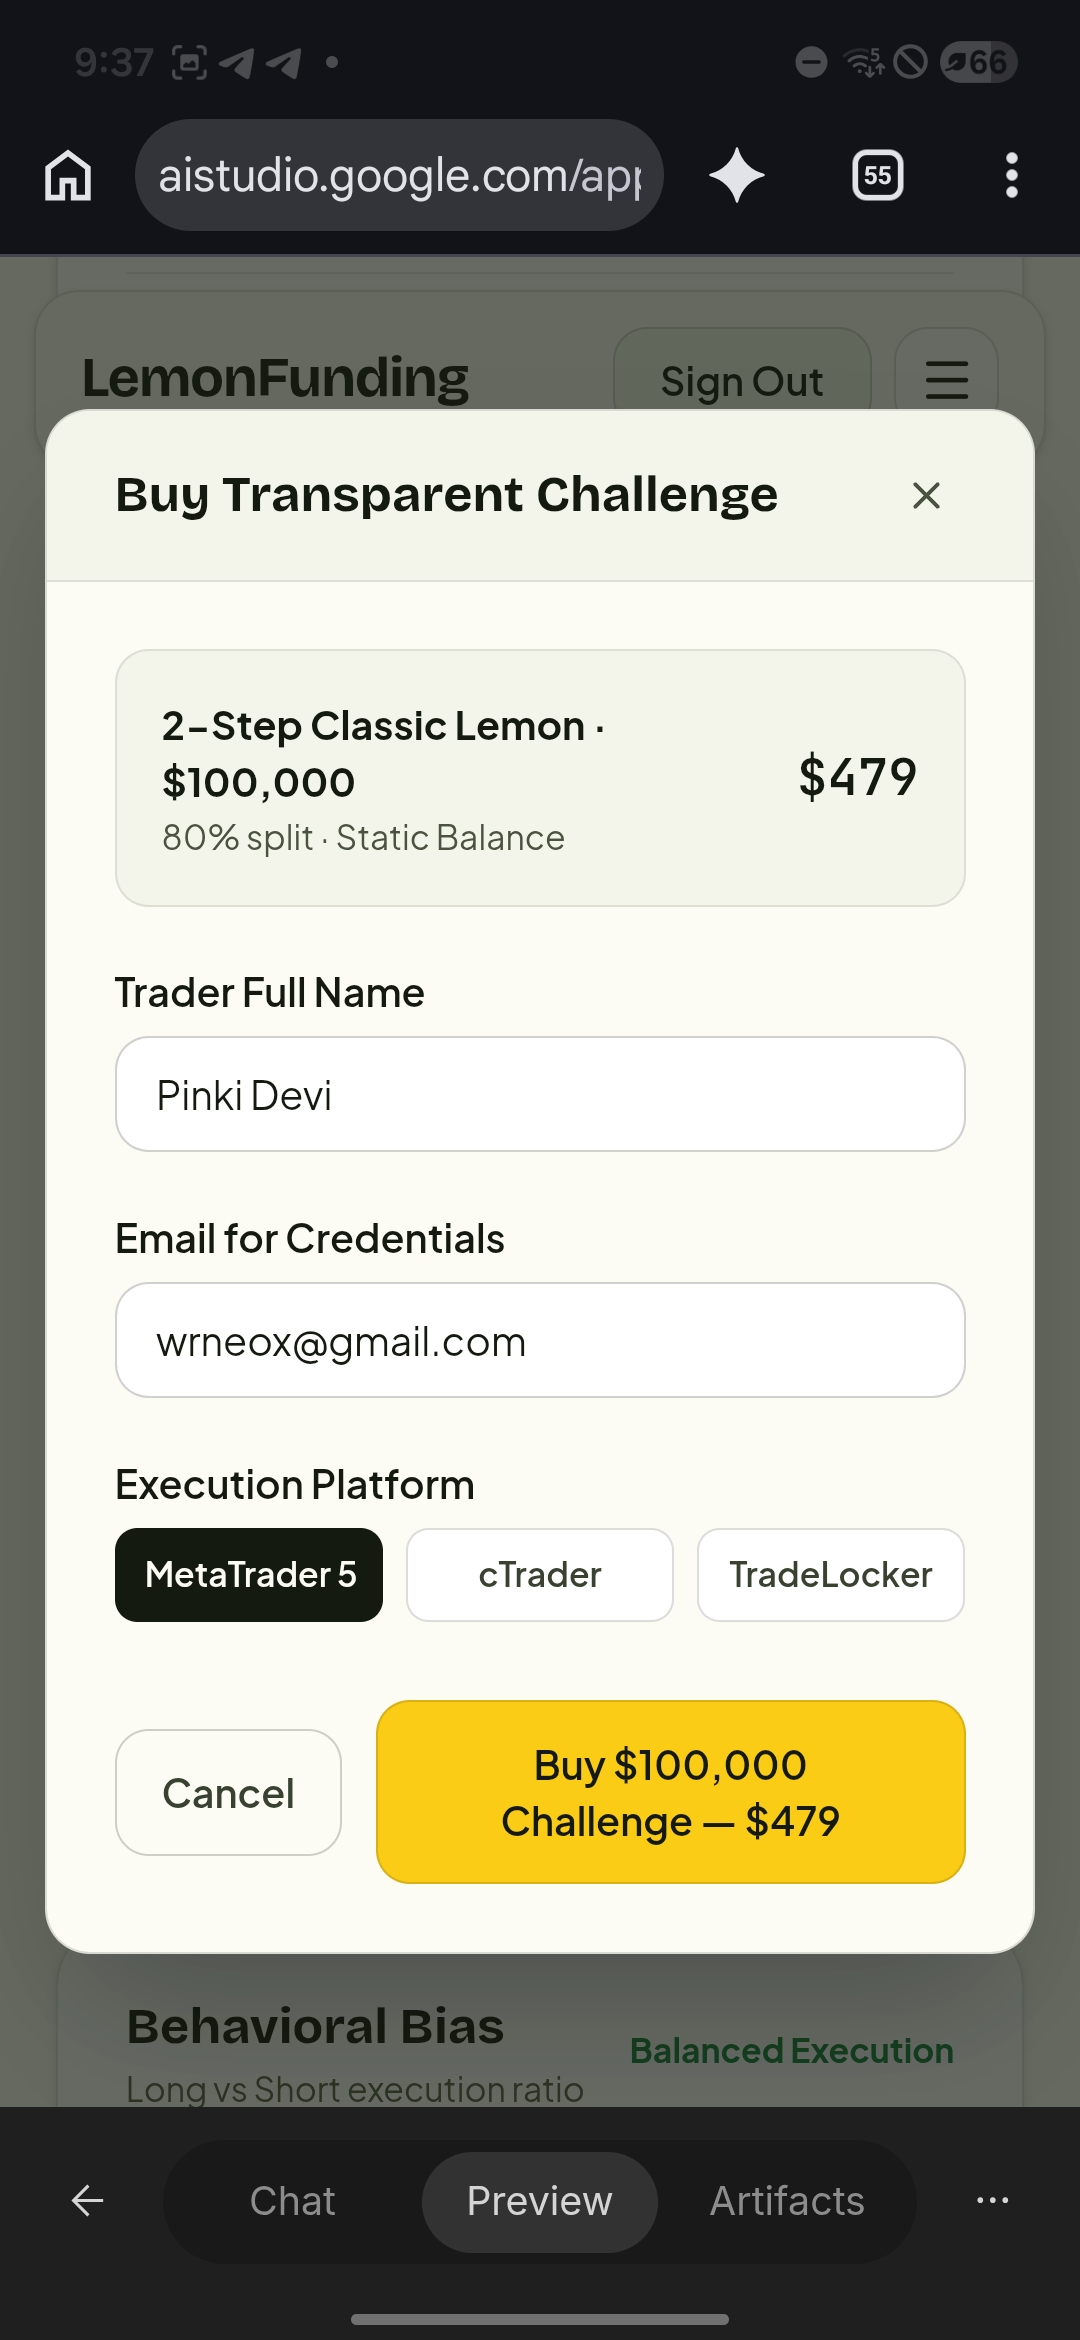 9:37
5
66
aistudio.google.com/app
55
LemonFunding
Sign Out
Buy Transparent Challenge
2-Step Classic Lemon ·
$100,000
$479
80% split · Static Balance
Trader Full Name
Pinki Devi
Email for Credentials
wrneox@gmail.com
Execution Platform
MetaTrader 5
cTrader
TradeLocker
Cancel
Buy $100,000
Challenge — $479
Behavioral Bias
Balanced Execution
Long vs Short execution ratio
Chat
Preview
Artifacts